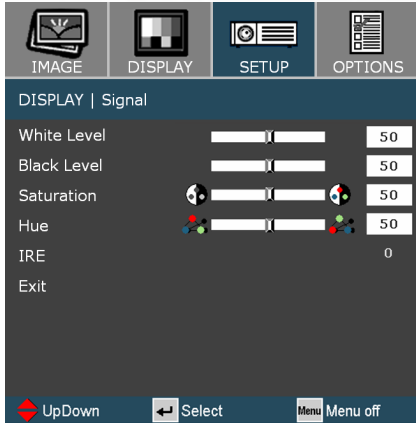 IMAGE DISPLAY SETUP OPTIONS
DISPLAY | Signal
White Level 50
Black Level 50
Saturation 50
Hue 50
IRE 0
Exit
UpDown Select Menu Menu off